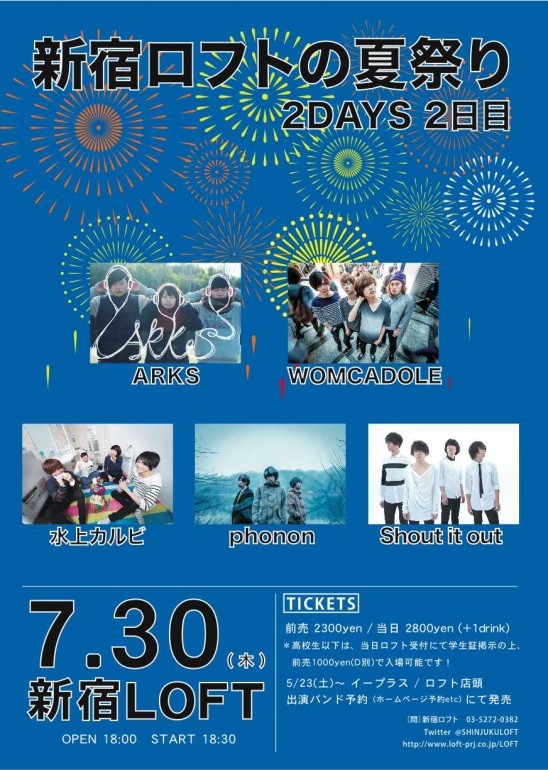 新宿ロフトの夏祭り
2DAYS 2日目
ARKS
ARKS
WOMCADOLE
水上カルビ
phonon
Shout it out
7.30(木)
新宿LOFT
OPEN 18:00 START 18:30
TICKETS
前売 2300yen / 当日 2800yen (+1drink)
*高校生以下は、当日ロフト受付にて学生証掲示の上、
前売1000yen(D別)で入場可能です!
5/23(土)〜 イープラス / ロフト店頭
出演バンド予約 (ホームページ予約etc) にて発売
(問)新宿ロフト 03-5272-0382
Twitter @SHINJUKULOFT
http://www.loft-prj.co.jp/LOFT